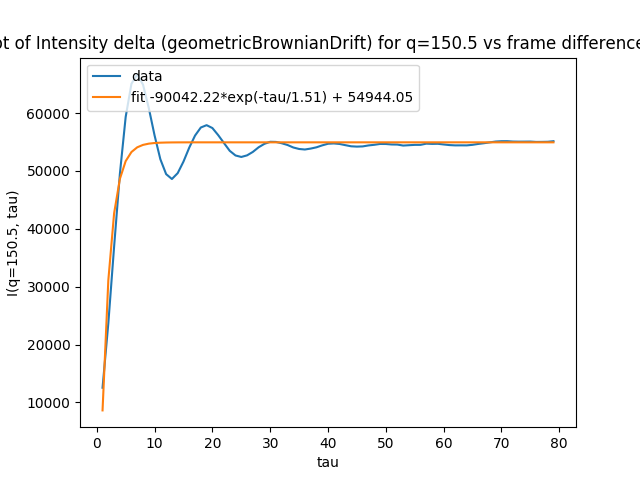 ot of Intensity delta (geometricBrownianDrift) for q=150.5 vs frame difference
data
fit -90042.22*exp(-tau/1.51) + 54944.05
I(q=150.5, tau)
60000
50000
40000
30000
20000
10000
0 10 20 30 40 50 60 70 80
tau